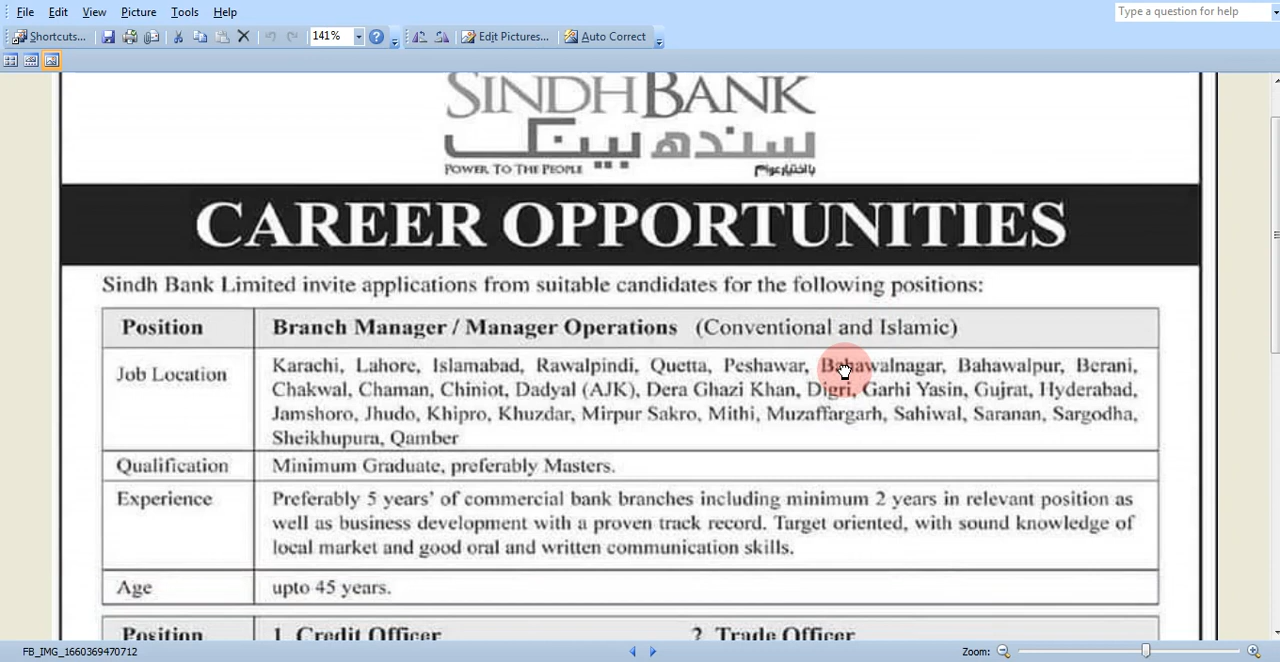 File Edit View Picture Tools Help
Type a question for help
Shortcuts... 141% Edit Pictures... Auto Correct
SINDHBANK
سنده بینک
POWER TO THE PEOPLE بااختیار عوام
CAREER OPPORTUNITIES
Sindh Bank Limited invite applications from suitable candidates for the following positions:
Position Branch Manager / Manager Operations (Conventional and Islamic)
Job Location Karachi, Lahore, Islamabad, Rawalpindi, Quetta, Peshawar, Bahawalnagar, Bahawalpur, Berani,
Chakwal, Chaman, Chiniot, Dadyal (AJK), Dera Ghazi Khan, Digri, Garhi Yasin, Gujrat, Hyderabad,
Jamshoro, Jhudo, Khipro, Khuzdar, Mirpur Sakro, Mithi, Muzaffargarh, Sahiwal, Saranan, Sargodha,
Sheikhupura, Qamber
Qualification Minimum Graduate, preferably Masters.
Experience Preferably 5 years' of commercial bank branches including minimum 2 years in relevant position as
well as business development with a proven track record. Target oriented, with sound knowledge of
local market and good oral and written communication skills.
Age upto 45 years.
Position 1. Credit Officer 2. Trade Officer
FB_IMG_1660369470712 Zoom: